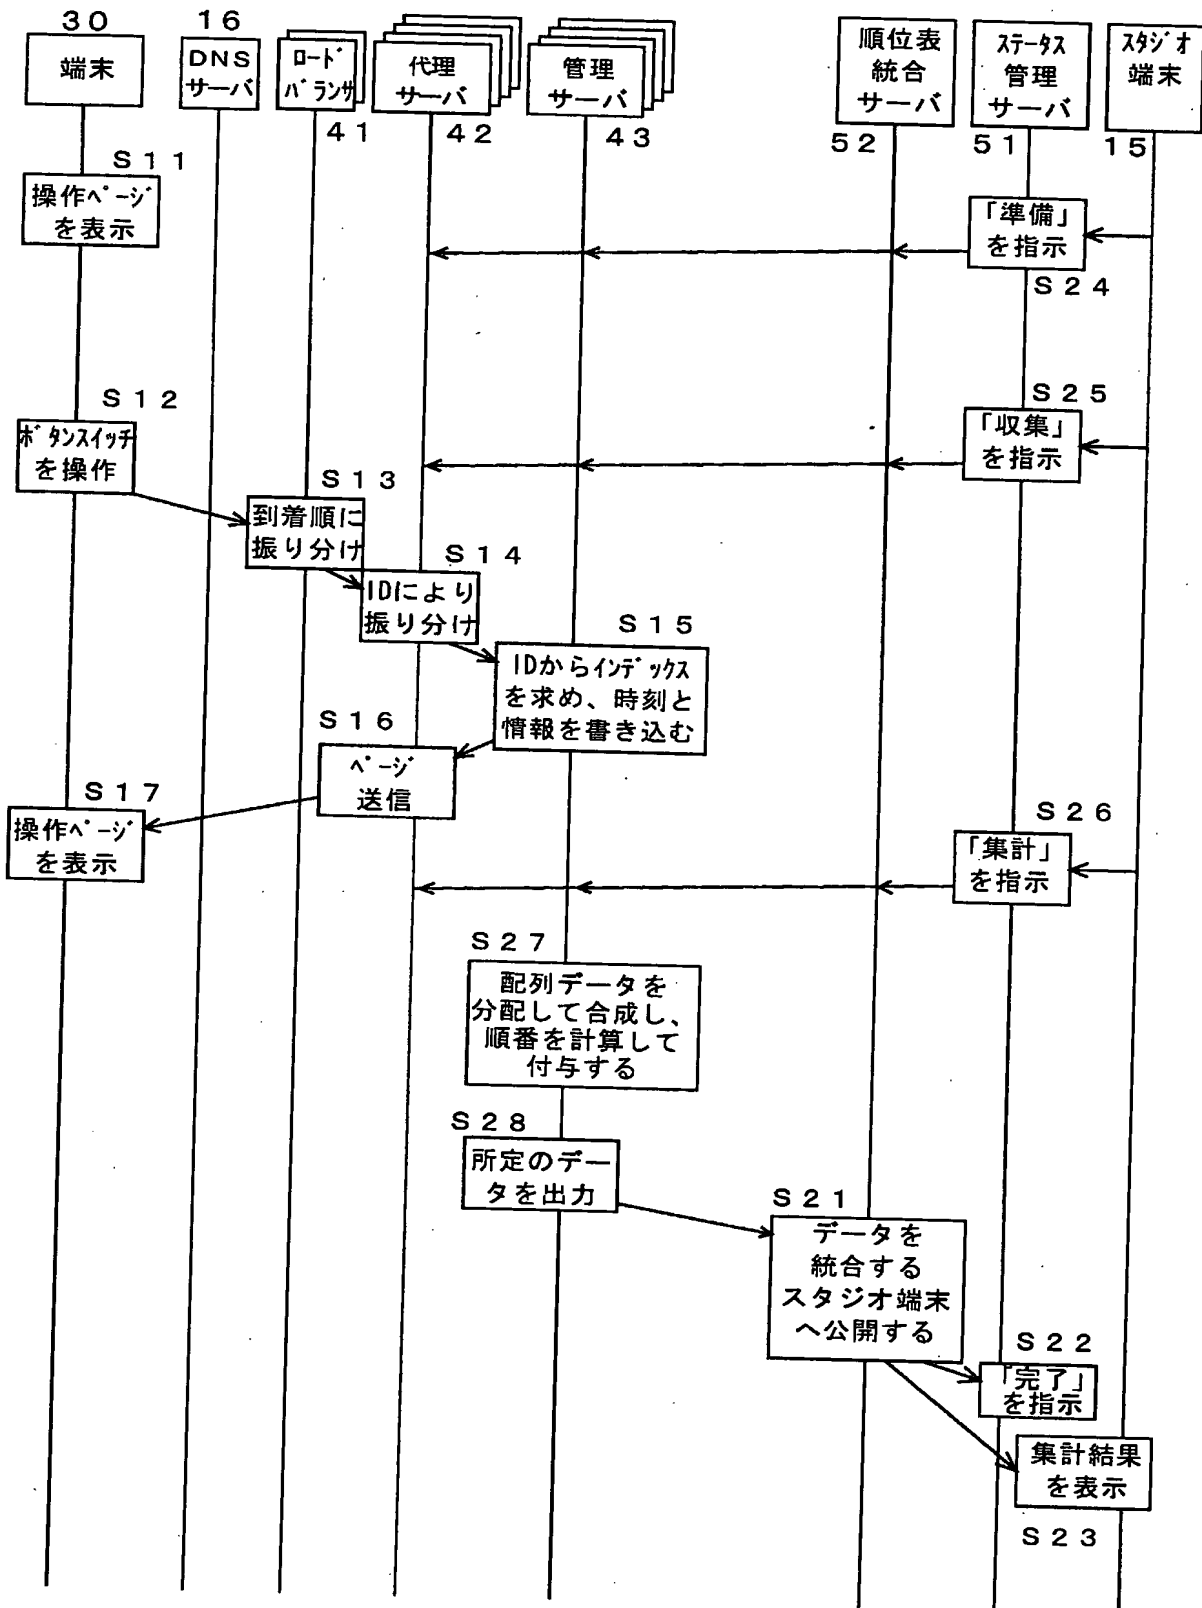 30
端末
16
DNS
サーバ
ロード
バランサ
41
代理
サーバ
42
管理
サーバ
43
順位表
統合
サーバ
52
ステータス
管理
サーバ
51
スタジオ
端末
15
S11
操作ページ
を表示
「準備」
を指示
S24
S12
ボタンスイッチ
を操作
S25
「収集」
を指示
S13
到着順に
振り分け
S14
IDにより
振り分け
S15
IDからインデックス
を求め、時刻と
情報を書き込む
S16
ページ
送信
S17
操作ページ
を表示
S26
「集計」
を指示
S27
配列データを
分配して合成し、
順番を計算して
付与する
S28
所定のデー
タを出力
S21
データを
統合する
スタジオ端末
へ公開する
S22
「完了」
を指示
集計結果
を表示
S23